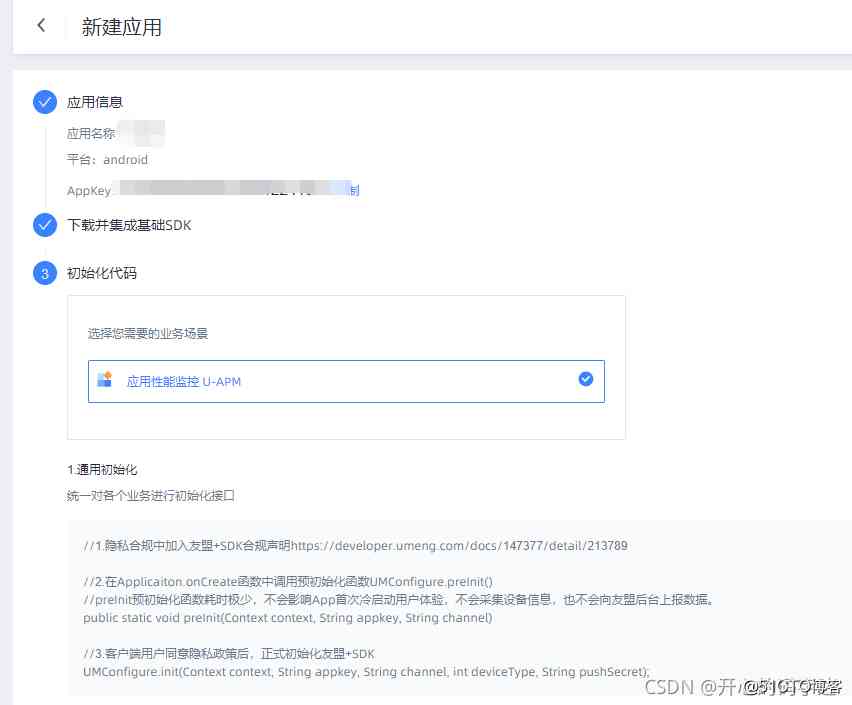 新建应用
应用信息
应用名称
平台：android
AppKey 制
下载并集成基础SDK
3 初始化代码
选择您需要的业务场景
应用性能监控 U-APM
1.通用初始化
统一对各个业务进行初始化接口
//1.隐私合规中加入友盟+SDK合规声明https://developer.umeng.com/docs/147377/detail/213789
//2.在Applicaiton.onCreate函数中调用预初始化函数UMConfigure.preInit()
//preInit预初始化函数耗时极少，不会影响App首次冷启动用户体验，不会采集设备信息，也不会向友盟后台上报数据。
public static void preInit(Context context, String appkey, String channel)
//3.客户端用户同意隐私政策后，正式初始化友盟+SDK
UMConfigure.init(Context context, String appkey, String channel, int deviceType, String pushSecret);
CSDN @开心
@51CTO博客